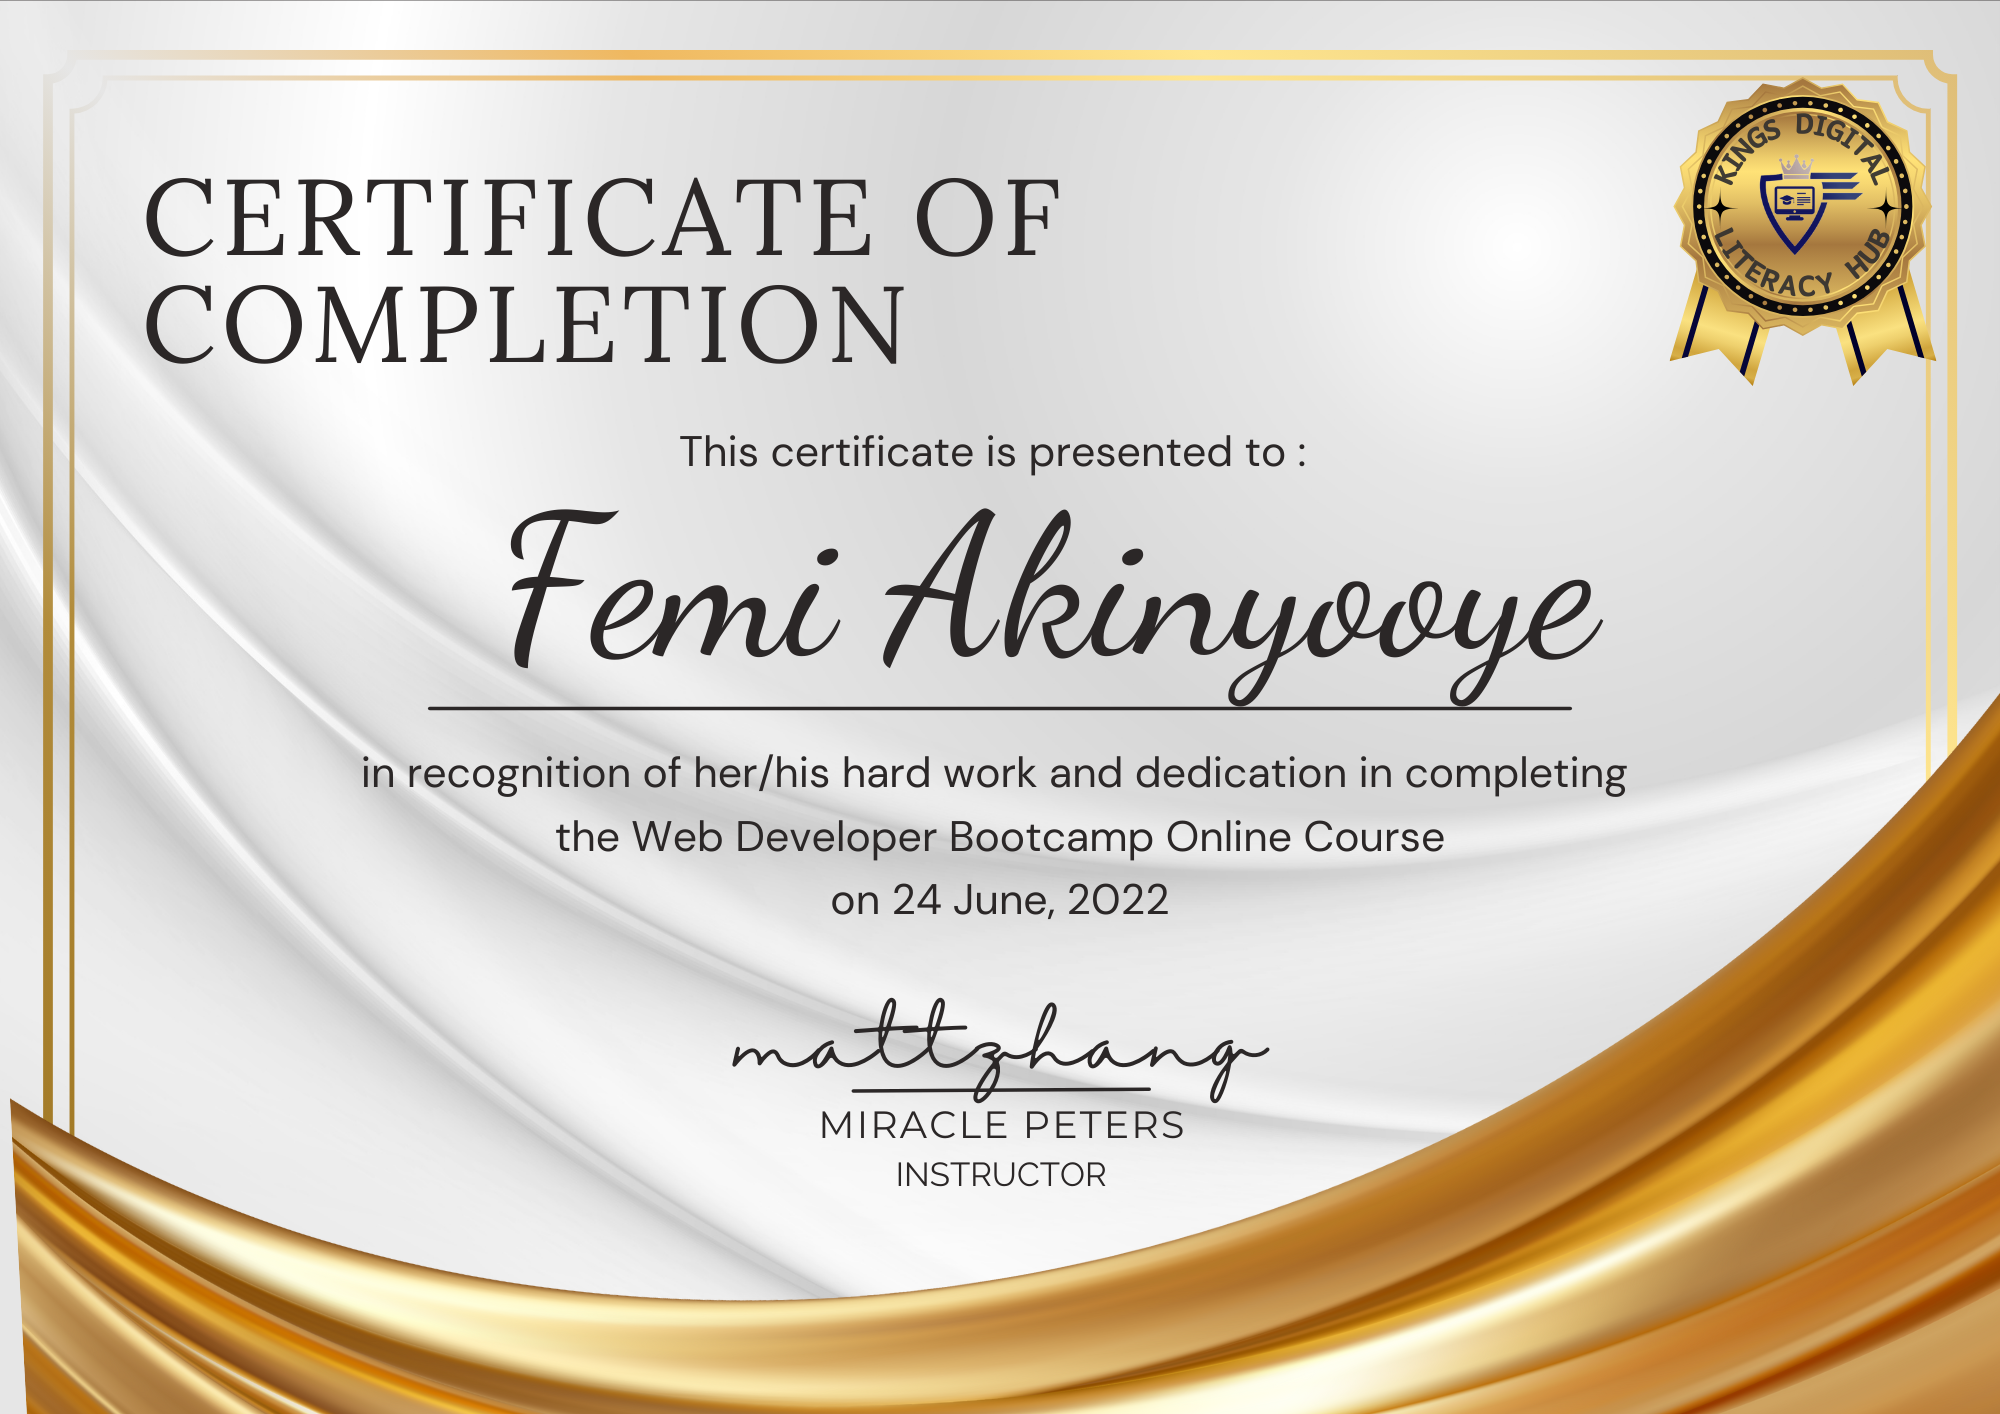 CERTIFICATE OF
COMPLETION
KINGS DIGITAL
LITERACY HUB
This certificate is presented to :
Femi Akinyooye
in recognition of her/his hard work and dedication in completing
the Web Developer Bootcamp Online Course
on 24 June, 2022
mattzhang
MIRACLE PETERS
INSTRUCTOR